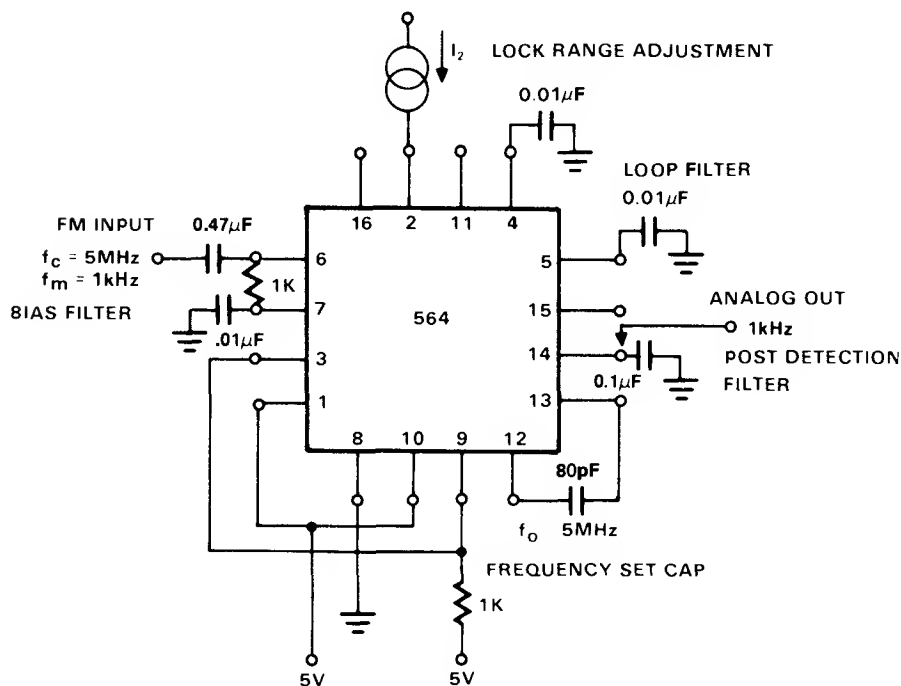 I2 LOCK RANGE ADJUSTMENT
0.01μF
LOOP FILTER
0.01μF
FM INPUT
0.47μF
fc = 5MHz
fm = 1kHz
1K
8IAS FILTER
.01μF
16 2 11 4
6
7
3
1
564
5
15
14
13
ANALOG OUT
1kHz
POST DETECTION
FILTER
0.1μF
8 10 9 12
80pF
fo 5MHz
FREQUENCY SET CAP
1K
5V 5V